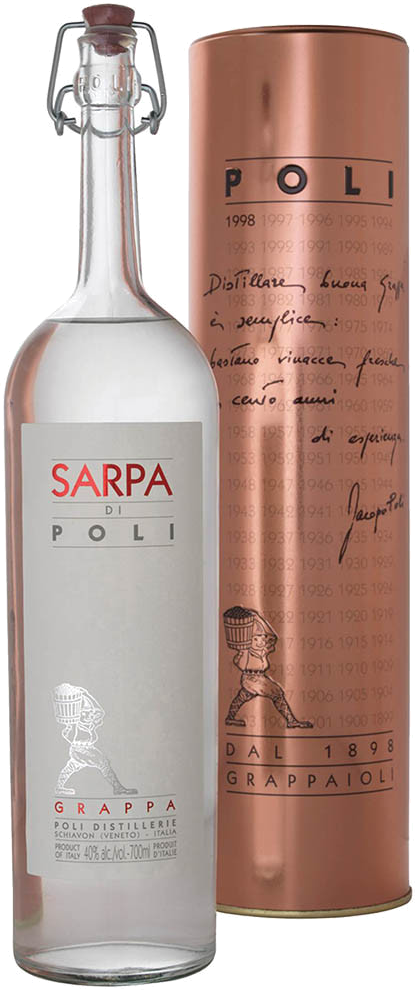 POLI
SARPA
DI
POLI
GRAPPA
POLI DISTILLERIE
SCHIAVON (VENETO) - ITALIA
PRODUCT OF ITALY 40% alc./vol.-700ml PRODUIT D'ITALIE
POLI
1998 1997 1996 1995 1994
1993 1992 1991 1990 1989
Distillare buona Grappa
è semplice:
bastano vinacce fresche
cento anni
di esperienza
Jacopo Poli
DAL 1898
GRAPPAIOLI